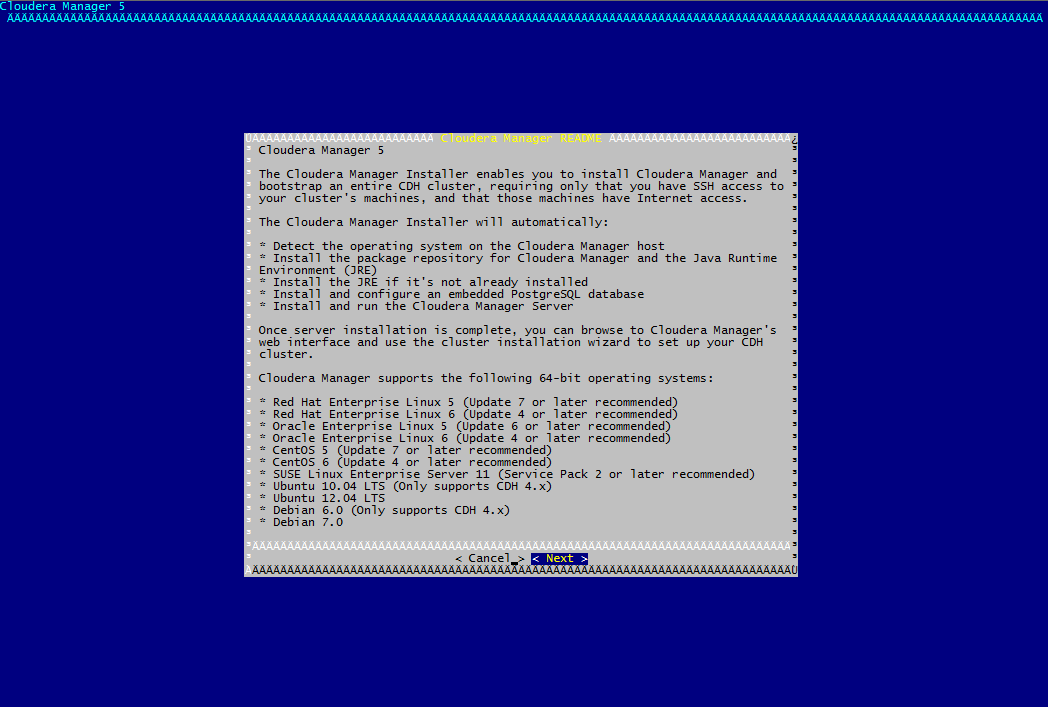 Cloudera Manager 5
Cloudera Manager README
Cloudera Manager 5
The Cloudera Manager Installer enables you to install Cloudera Manager and
bootstrap an entire CDH cluster, requiring only that you have SSH access to
your cluster's machines, and that those machines have Internet access.
The Cloudera Manager Installer will automatically:
* Detect the operating system on the Cloudera Manager host
* Install the package repository for Cloudera Manager and the Java Runtime
Environment (JRE)
* Install the JRE if it's not already installed
* Install and configure an embedded PostgreSQL database
* Install and run the Cloudera Manager Server
Once server installation is complete, you can browse to Cloudera Manager's
web interface and use the cluster installation wizard to set up your CDH
cluster.
Cloudera Manager supports the following 64-bit operating systems:
* Red Hat Enterprise Linux 5 (Update 7 or later recommended)
* Red Hat Enterprise Linux 6 (Update 4 or later recommended)
* Oracle Enterprise Linux 5 (Update 6 or later recommended)
* Oracle Enterprise Linux 6 (Update 4 or later recommended)
* CentOS 5 (Update 7 or later recommended)
* CentOS 6 (Update 4 or later recommended)
* SUSE Linux Enterprise Server 11 (Service Pack 2 or later recommended)
* Ubuntu 10.04 LTS (Only supports CDH 4.x)
* Ubuntu 12.04 LTS
* Debian 6.0 (Only supports CDH 4.x)
* Debian 7.0
< Cancel > < Next >